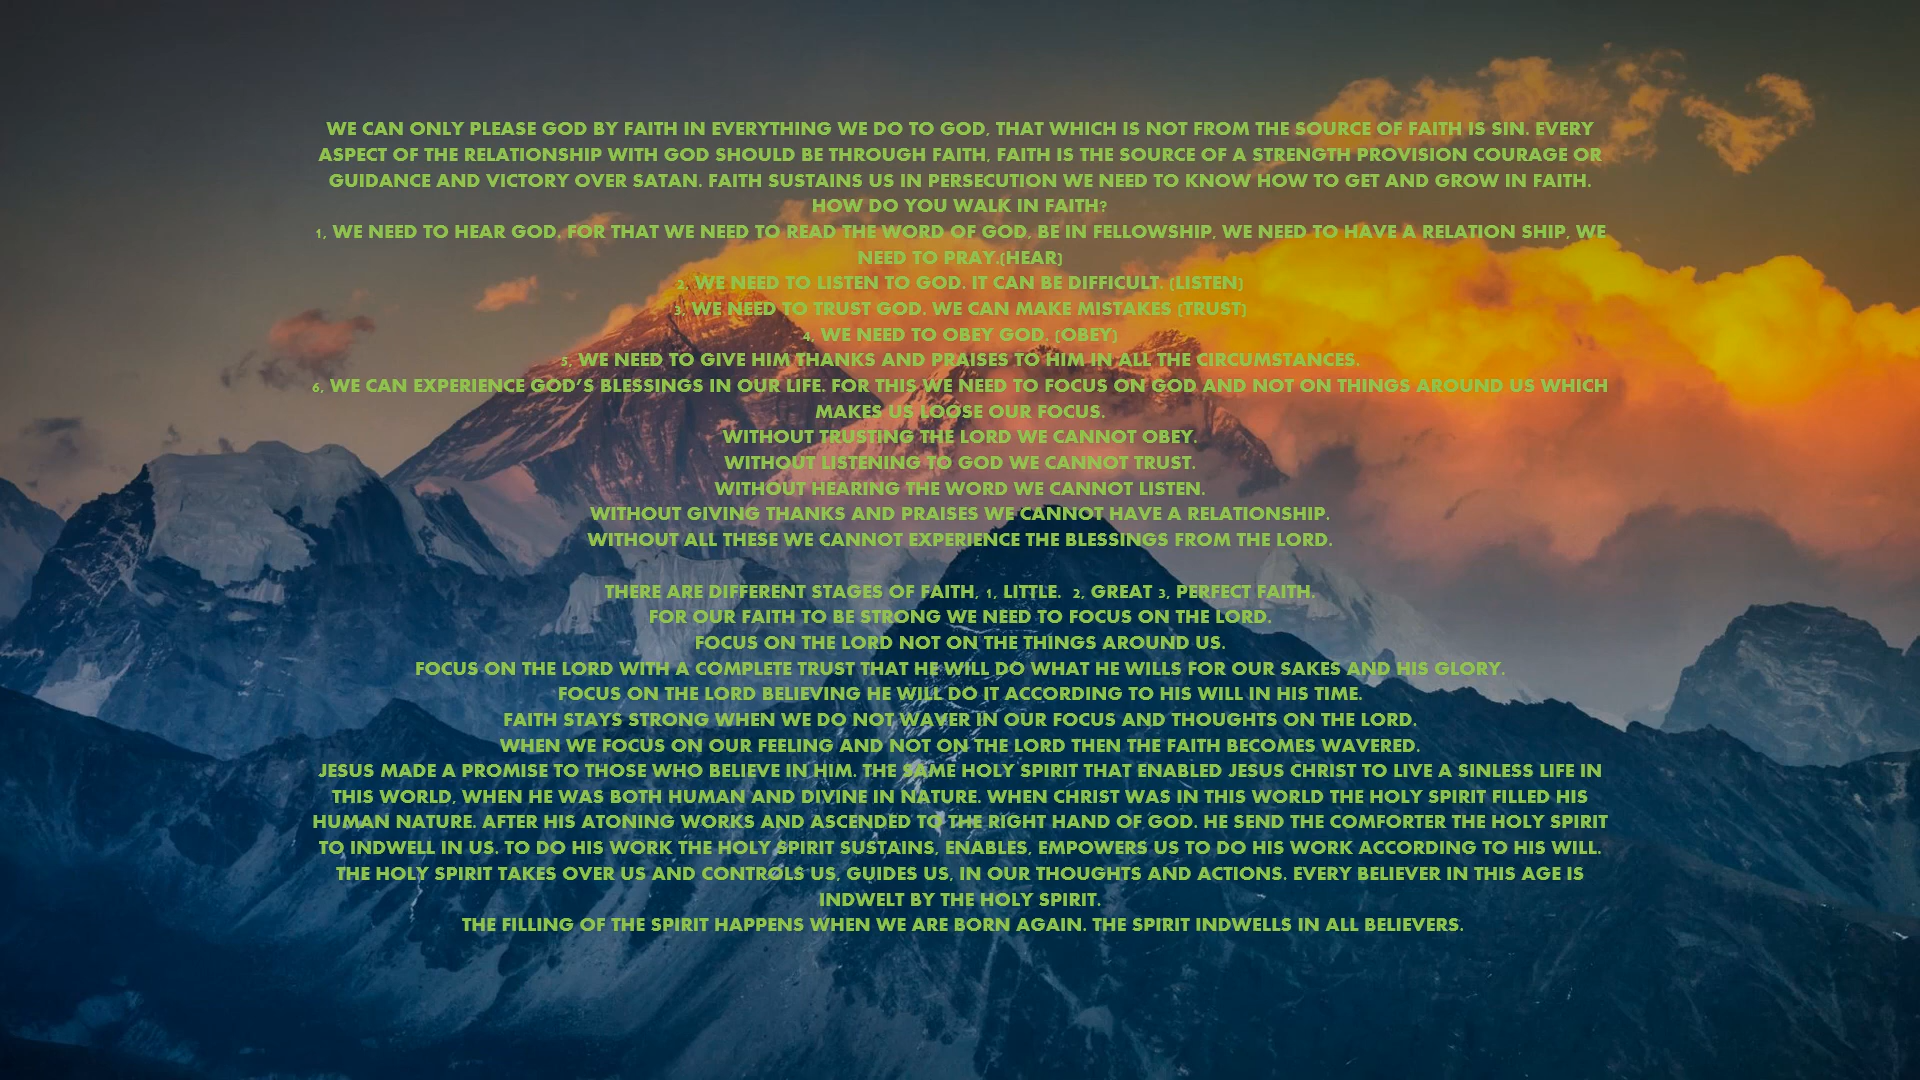 WE CAN ONLY PLEASE GOD BY FAITH IN EVERYTHING WE DO TO GOD, THAT WHICH IS NOT FROM THE SOURCE OF FAITH IS SIN. EVERY
ASPECT OF THE RELATIONSHIP WITH GOD SHOULD BE THROUGH FAITH, FAITH IS THE SOURCE OF A STRENGTH PROVISION COURAGE OR
GUIDANCE AND VICTORY OVER SATAN. FAITH SUSTAINS US IN PERSECUTION WE NEED TO KNOW HOW TO GET AND GROW IN FAITH.
HOW DO YOU WALK IN FAITH?
1, WE NEED TO HEAR GOD. FOR THAT WE NEED TO READ THE WORD OF GOD, BE IN FELLOWSHIP, WE NEED TO HAVE A RELATION SHIP, WE
NEED TO PRAY.(HEAR)
2, WE NEED TO LISTEN TO GOD. IT CAN BE DIFFICULT. (LISTEN)
3, WE NEED TO TRUST GOD. WE CAN MAKE MISTAKES (TRUST)
4, WE NEED TO OBEY GOD. (OBEY)
5, WE NEED TO GIVE HIM THANKS AND PRAISES TO HIM IN ALL THE CIRCUMSTANCES.
6, WE CAN EXPERIENCE GOD'S BLESSINGS IN OUR LIFE. FOR THIS WE NEED TO FOCUS ON GOD AND NOT ON THINGS AROUND US WHICH
MAKES US LOOSE OUR FOCUS.
WITHOUT TRUSTING THE LORD WE CANNOT OBEY.
WITHOUT LISTENING TO GOD WE CANNOT TRUST.
WITHOUT HEARING THE WORD WE CANNOT LISTEN.
WITHOUT GIVING THANKS AND PRAISES WE CANNOT HAVE A RELATIONSHIP.
WITHOUT ALL THESE WE CANNOT EXPERIENCE THE BLESSINGS FROM THE LORD.
THERE ARE DIFFERENT STAGES OF FAITH, 1, LITTLE.  2, GREAT 3, PERFECT FAITH.
FOR OUR FAITH TO BE STRONG WE NEED TO FOCUS ON THE LORD.
FOCUS ON THE LORD NOT ON THE THINGS AROUND US.
FOCUS ON THE LORD WITH A COMPLETE TRUST THAT HE WILL DO WHAT HE WILLS FOR OUR SAKES AND HIS GLORY.
FOCUS ON THE LORD BELIEVING HE WILL DO IT ACCORDING TO HIS WILL IN HIS TIME.
FAITH STAYS STRONG WHEN WE DO NOT WAVER IN OUR FOCUS AND THOUGHTS ON THE LORD.
WHEN WE FOCUS ON OUR FEELING AND NOT ON THE LORD THEN THE FAITH BECOMES WAVERED.
JESUS MADE A PROMISE TO THOSE WHO BELIEVE IN HIM. THE SAME HOLY SPIRIT THAT ENABLED JESUS CHRIST TO LIVE A SINLESS LIFE IN
THIS WORLD, WHEN HE WAS BOTH HUMAN AND DIVINE IN NATURE. WHEN CHRIST WAS IN THIS WORLD THE HOLY SPIRIT FILLED HIS
HUMAN NATURE. AFTER HIS ATONING WORKS AND ASCENDED TO THE RIGHT HAND OF GOD. HE SEND THE COMFORTER THE HOLY SPIRIT
TO INDWELL IN US. TO DO HIS WORK THE HOLY SPIRIT SUSTAINS, ENABLES, EMPOWERS US TO DO HIS WORK ACCORDING TO HIS WILL.
THE HOLY SPIRIT TAKES OVER US AND CONTROLS US, GUIDES US, IN OUR THOUGHTS AND ACTIONS. EVERY BELIEVER IN THIS AGE IS
INDWELT BY THE HOLY SPIRIT.
THE FILLING OF THE SPIRIT HAPPENS WHEN WE ARE BORN AGAIN. THE SPIRIT INDWELLS IN ALL BELIEVERS.